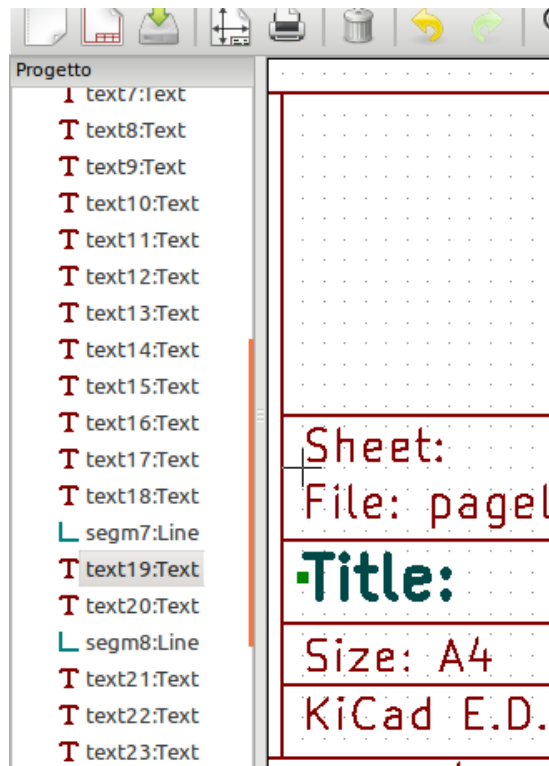 Progetto
text7:Text
text8:Text
text9:Text
text10:Text
text11:Text
text12:Text
text13:Text
text14:Text
text15:Text
text16:Text
text17:Text
text18:Text
segm7:Line
text19:Text
text20:Text
segm8:Line
text21:Text
text22:Text
text23:Text
Sheet:
File: pagel
Title:
Size: A4
KiCad E.D.